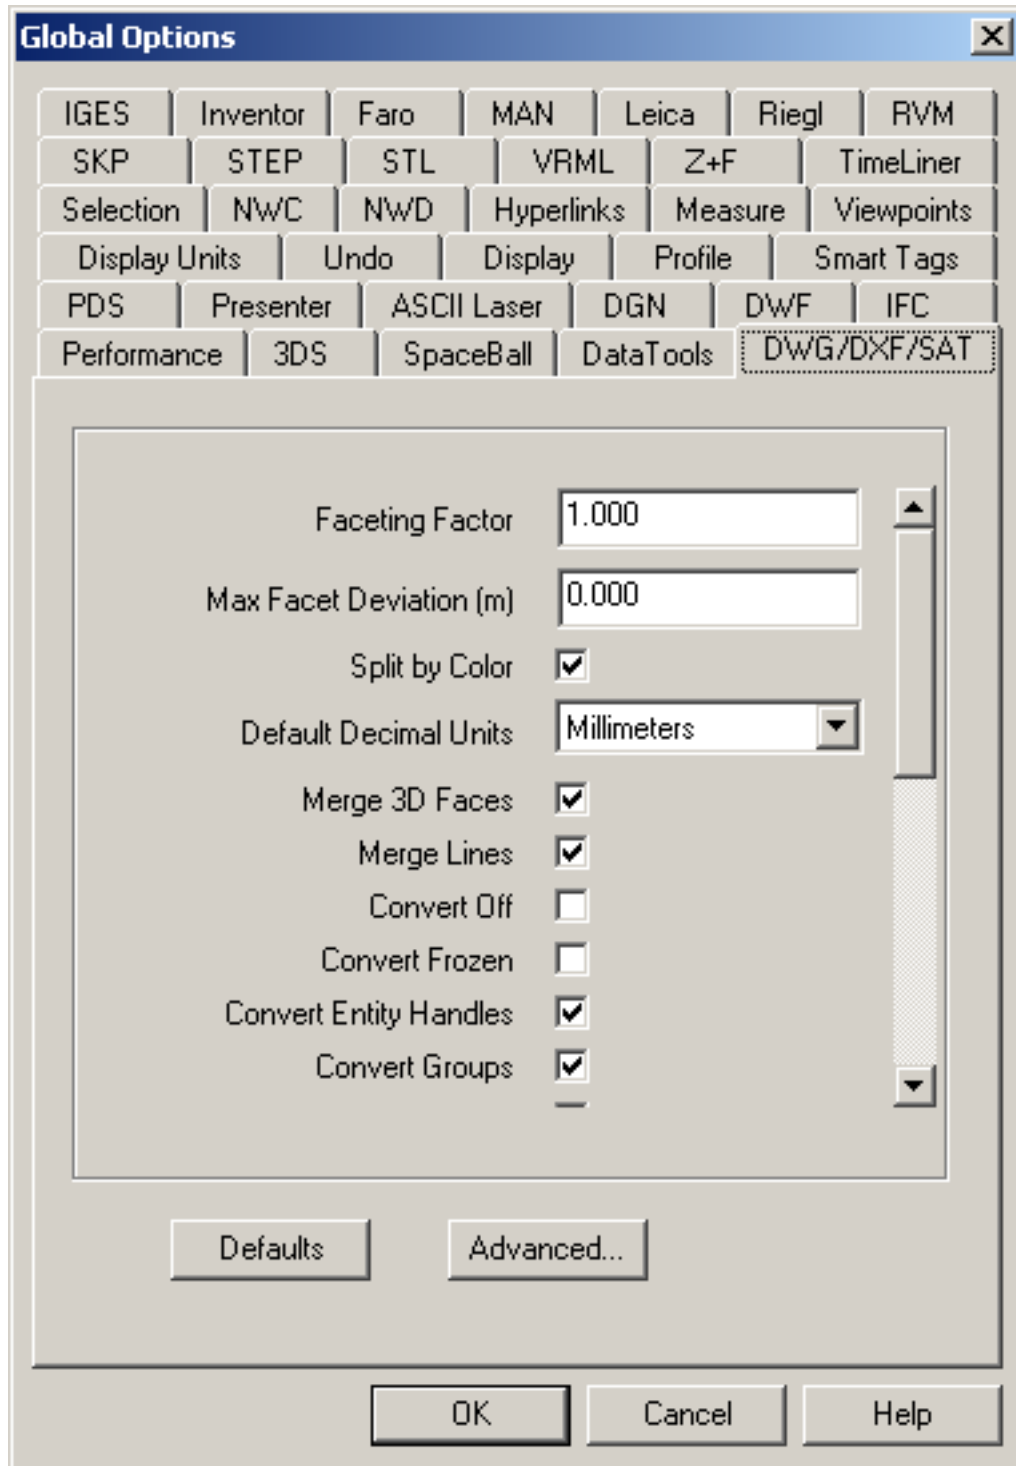 Global Options
IGES Inventor Faro MAN Leica Riegl RVM
SKP STEP STL VRML Z+F TimeLiner
Selection NWC NWD Hyperlinks Measure Viewpoints
Display Units Undo Display Profile Smart Tags
PDS Presenter ASCII Laser DGN DWF IFC
Performance 3DS SpaceBall DataTools DWG/DXF/SAT
Faceting Factor 1.000
Max Facet Deviation (m) 0.000
Split by Color
Default Decimal Units Millimeters
Merge 3D Faces
Merge Lines
Convert Off
Convert Frozen
Convert Entity Handles
Convert Groups
Defaults Advanced...
OK Cancel Help